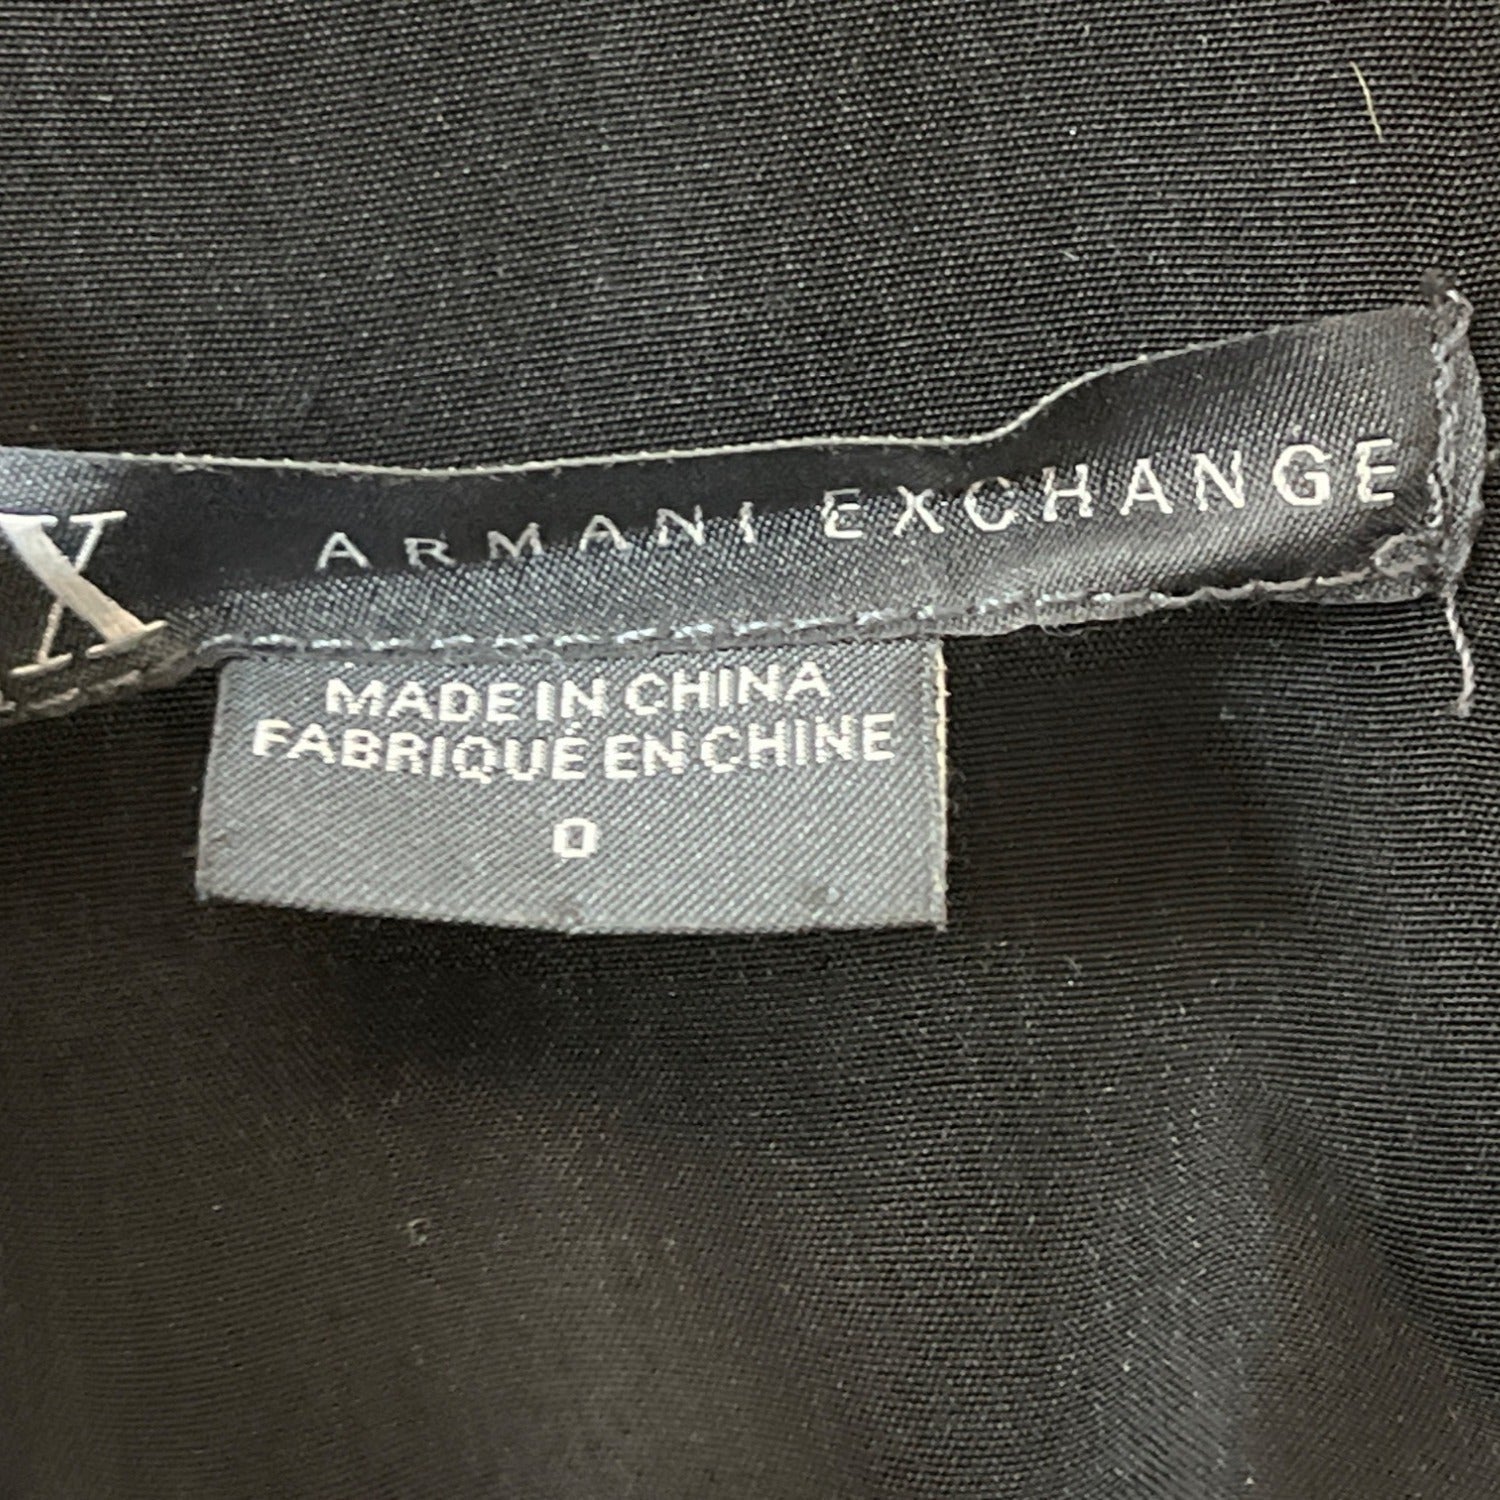 X ARMANI EXCHANGE
MADE IN CHINA
FABRIQUÉ EN CHINE
0